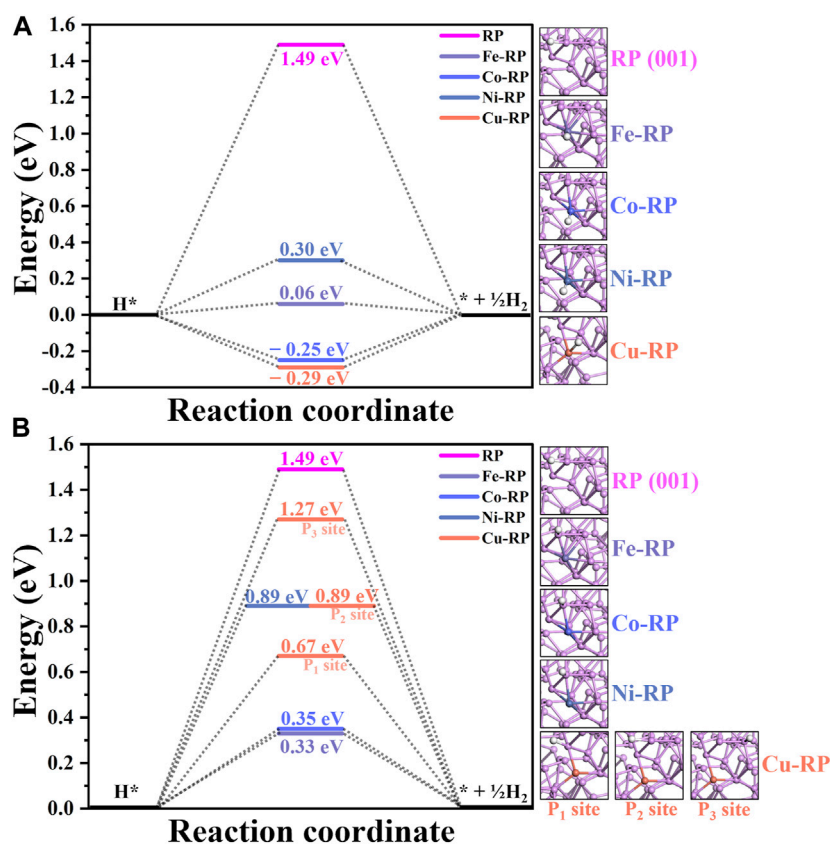 A
Energy (eV)
1.6
1.4
1.2
1.0
0.8
0.6
0.4
0.2
0.0
-0.2
-0.4
1.49 eV
0.30 eV
0.06 eV
− 0.25 eV
− 0.29 eV
H*
* + ½H₂
RP
Fe-RP
Co-RP
Ni-RP
Cu-RP
Reaction coordinate
RP (001)
Fe-RP
Co-RP
Ni-RP
Cu-RP
B
Energy (eV)
1.6
1.4
1.2
1.0
0.8
0.6
0.4
0.2
0.0
1.49 eV
1.27 eV
P₃ site
0.89 eV 0.89 eV
P₂ site
0.67 eV
P₁ site
0.35 eV
0.33 eV
H*
* + ½H₂
RP
Fe-RP
Co-RP
Ni-RP
Cu-RP
Reaction coordinate
RP (001)
Fe-RP
Co-RP
Ni-RP
Cu-RP
P₁ site P₂ site P₃ site